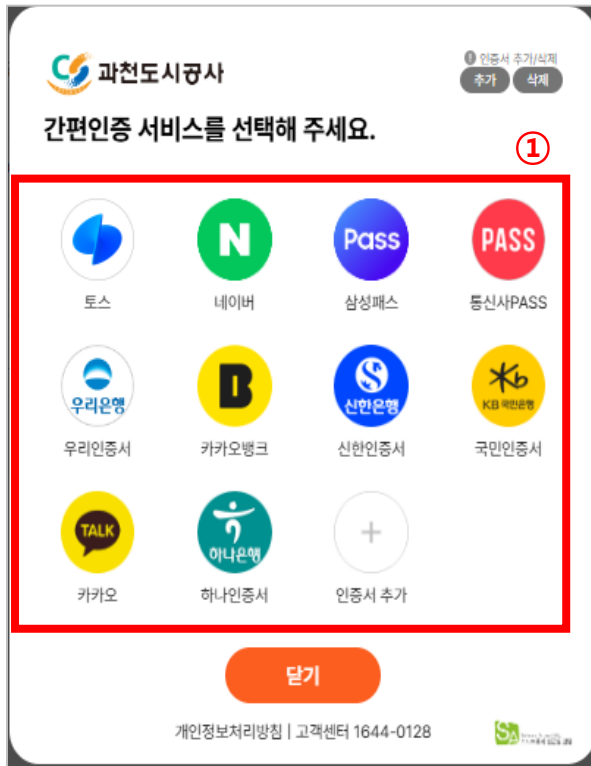 과천도시공사
! 인증서 추가/삭제
추가 삭제
간편인증 서비스를 선택해 주세요.
①
N Pass PASS
토스 네이버 삼성패스 통신사PASS
우리은행 B 신한은행 Kb KB 국민은행
우리인증서 카카오뱅크 신한인증서 국민인증서
TALK 하나은행 +
카카오 하나인증서 인증서 추가
닫기
개인정보처리방침 | 고객센터 1644-0128
SA